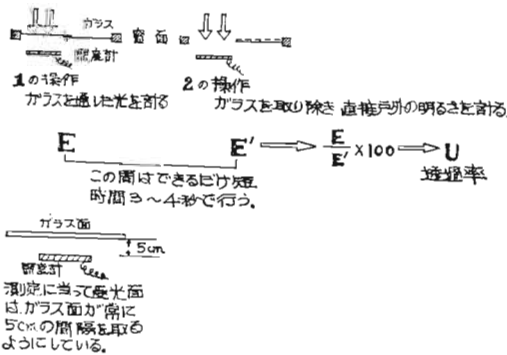 ガラス
窓面
照度計
1の操作
ガラスを通した光を計る
2の操作
ガラスを取り除き 直接戸外の明るさを計る
E E' E/E' ×100 U
透過率
この間はできるだけ短
時間3～4秒で行う。
ガラス面
5cm
照度計
測定に当って受光面
は、ガラス面が常に
5cmの間隔を取る
ようにしている。